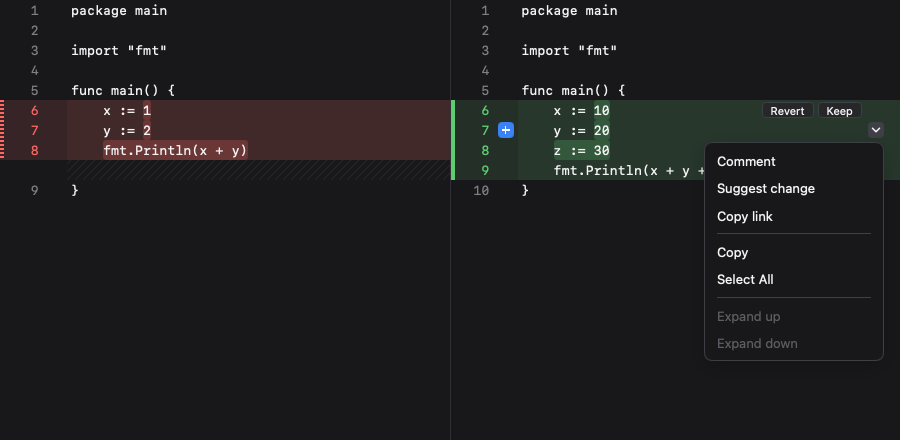 1 package main
2
3 import "fmt"
4
5 func main() {
6 x := 1
7 y := 2
8 fmt.Println(x + y)
9 }
1 package main
2
3 import "fmt"
4
5 func main() {
6 x := 10
Revert Keep
7 + y := 20
8 z := 30
9 fmt.Println(x + y +
10 }
Comment
Suggest change
Copy link
Copy
Select All
Expand up
Expand down